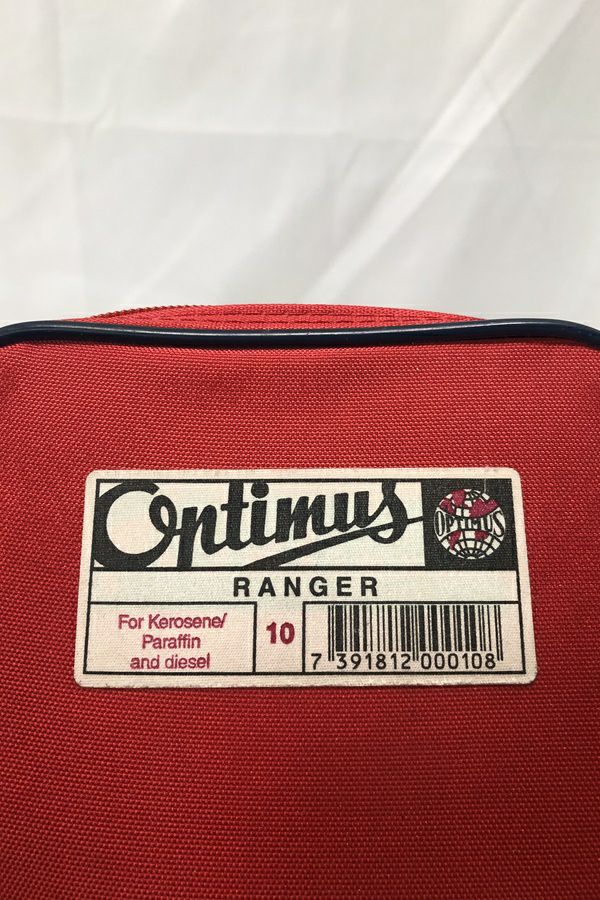 Optimus
OPTIMUS
RANGER
For Kerosene/
Paraffin
and diesel
10
7 391812 000108